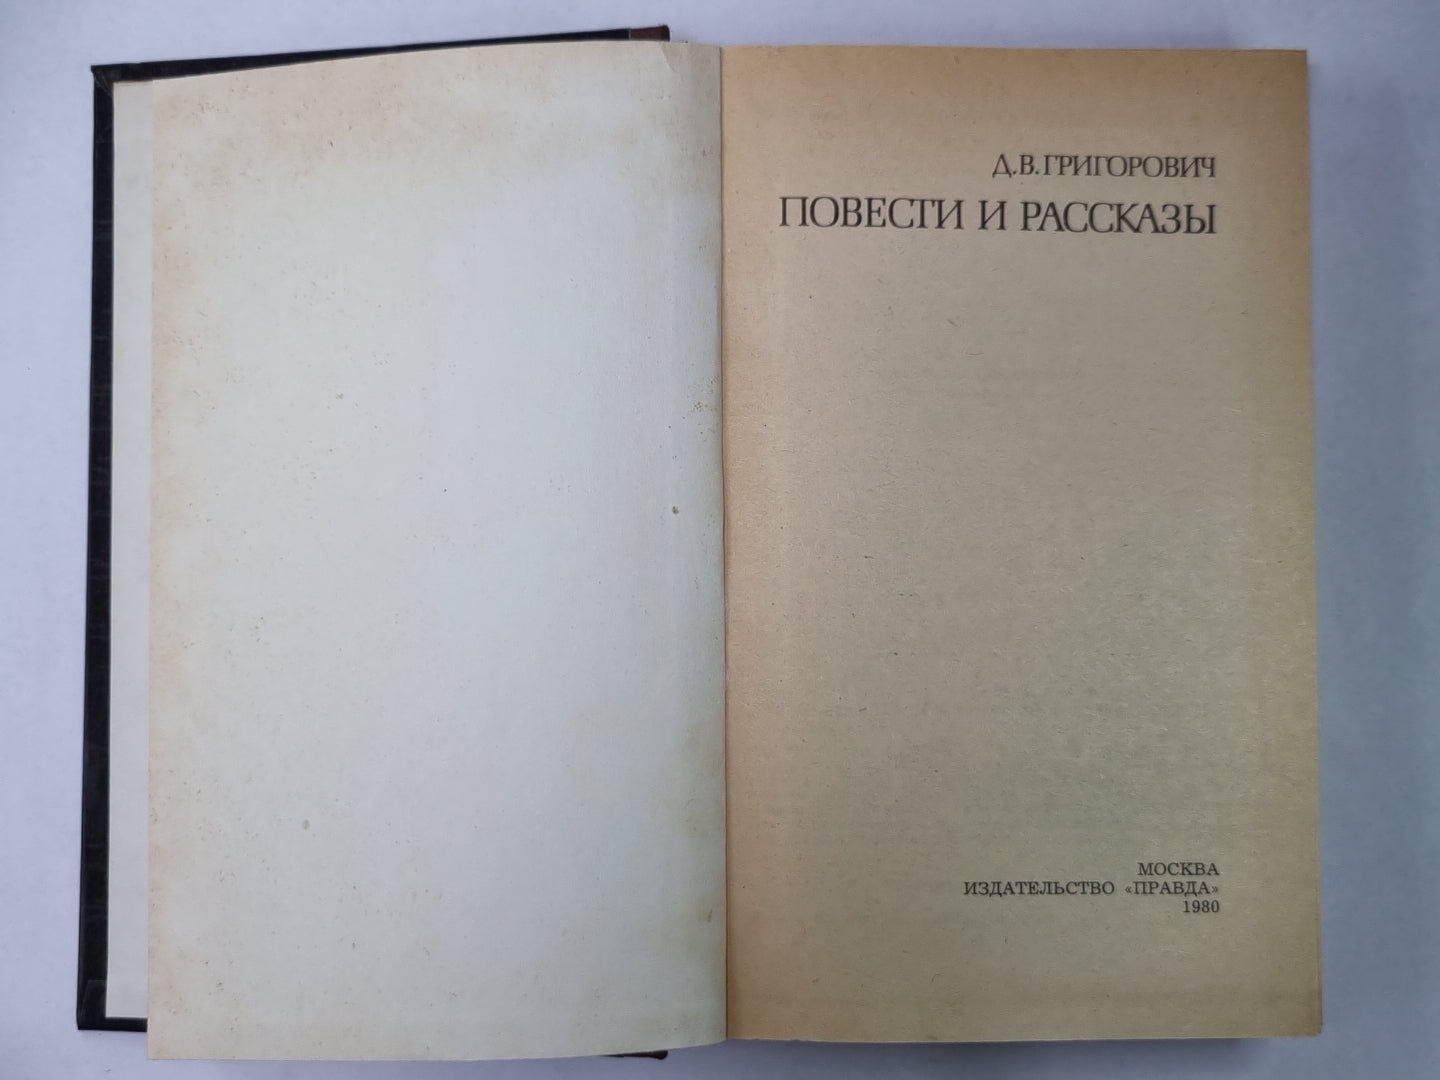 Д.В.ГРИГОРОВИЧ
ПОВЕСТИ И РАССКАЗЫ
МОСКВА
ИЗДАТЕЛЬСТВО «ПРАВДА»
1980